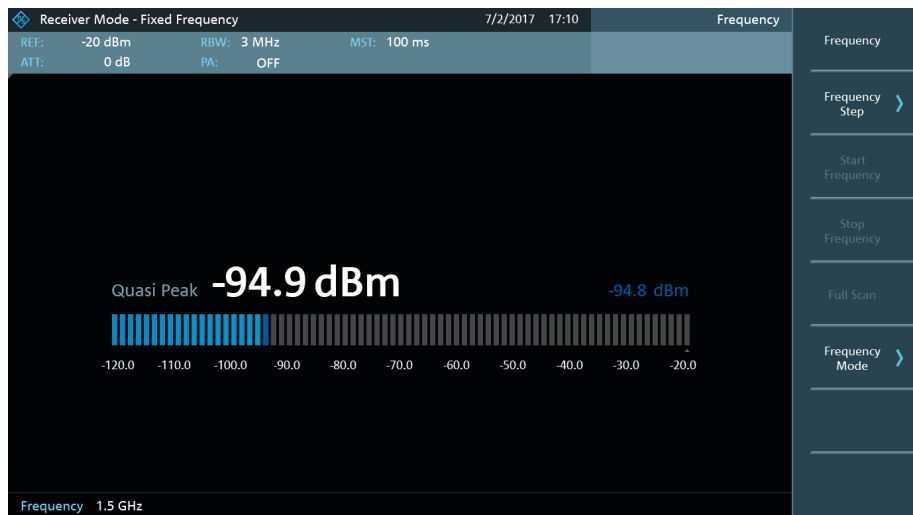 Receiver Mode - Fixed Frequency 7/2/2017 17:10 Frequency
REF: -20 dBm RBW: 3 MHz MST: 100 ms
ATT: 0 dB PA: OFF
Frequency
Frequency
Step
Start
Frequency
Stop
Frequency
Full Scan
Frequency
Mode
Quasi Peak -94.9 dBm -94.8 dBm
-120.0 -110.0 -100.0 -90.0 -80.0 -70.0 -60.0 -50.0 -40.0 -30.0 -20.0
Frequency 1.5 GHz